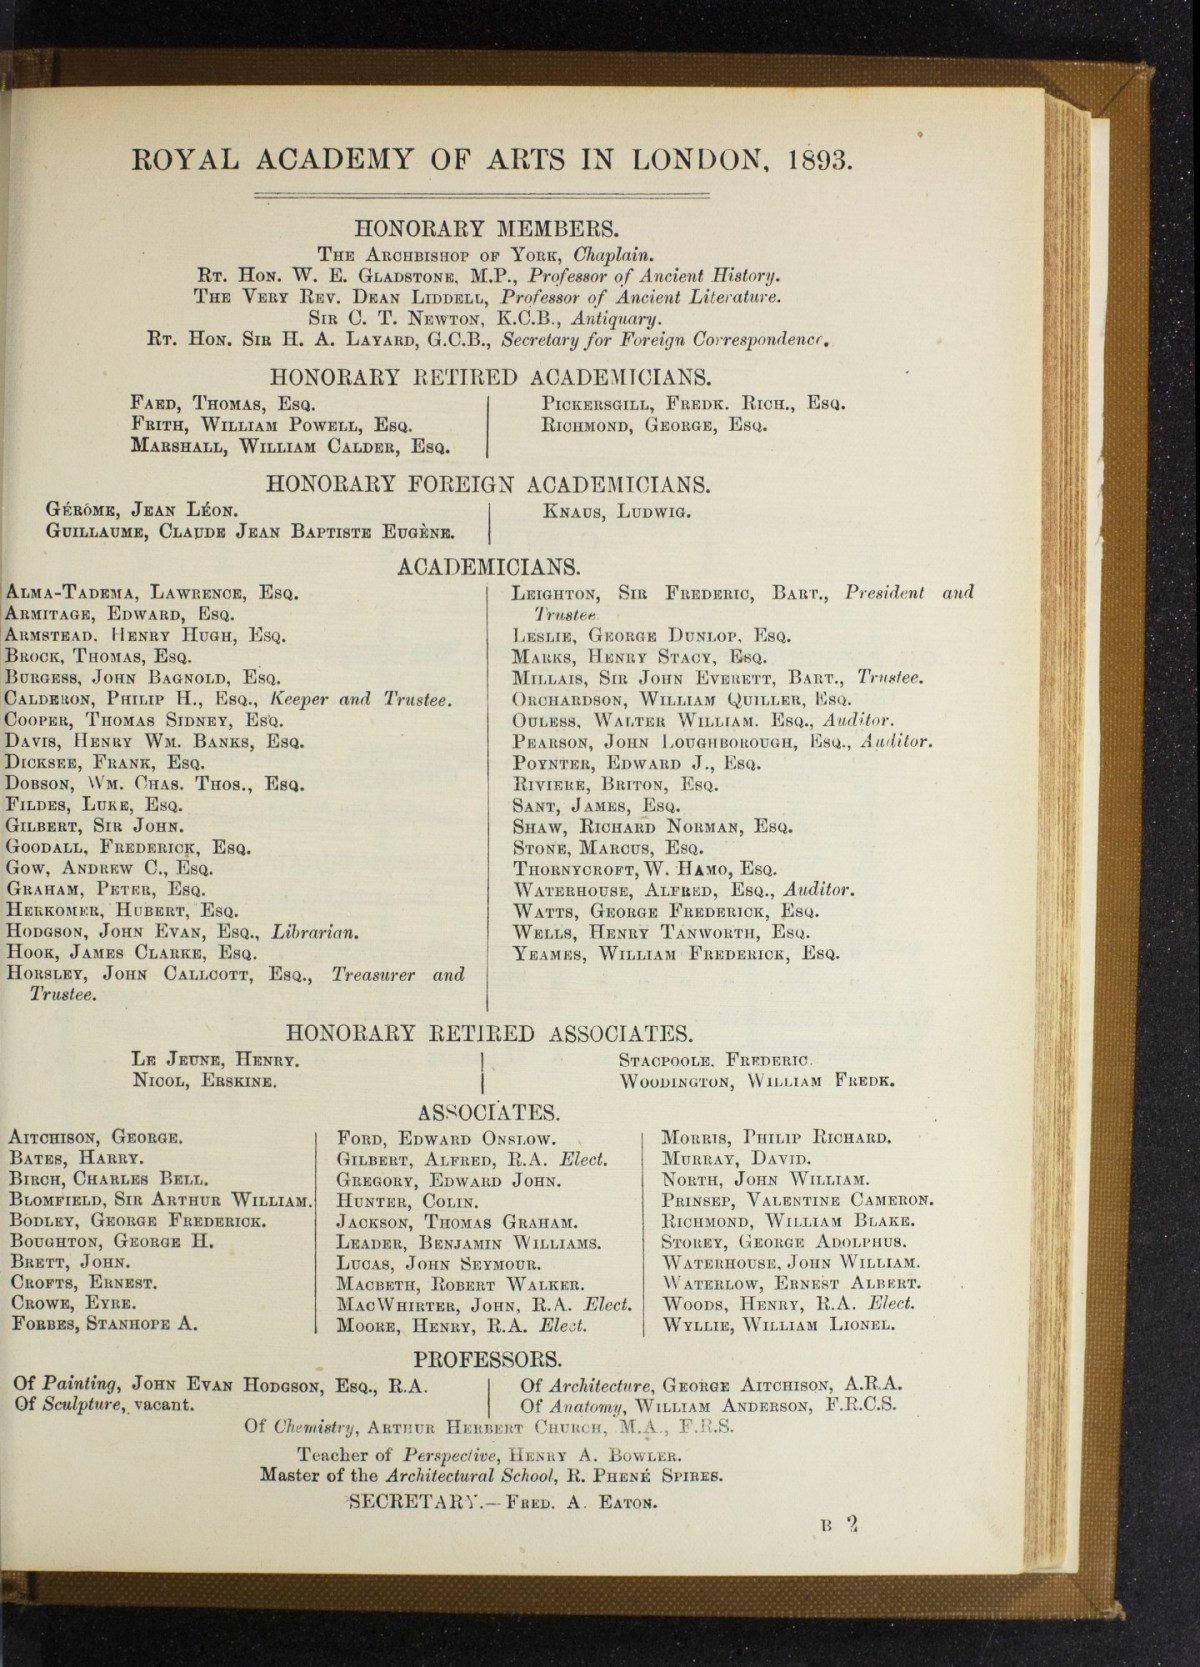 ROYAL ACADEMY OF ARTS IN LONDON, 1893.
HONORARY MEMBERS.
THE ARCHBISHOP OF YORK, Chaplain.
RT. HON. W. E. GLADSTONE, M.P., Professor of Ancient History.
THE VERY REV. DEAN LIDDELL, Professor of Ancient Literature.
SIR C. T. NEWTON, K.C.B., Antiquary.
RT. HON. SIR H. A. LAYARD, G.C.B., Secretary for Foreign Correspondence.
HONORARY RETIRED ACADEMICIANS.
FAED, THOMAS, ESQ.
FRITH, WILLIAM POWELL, ESQ.
MARSHALL, WILLIAM CALDER, ESQ.
PICKERSGILL, FREDK. RICH., ESQ.
RICHMOND, GEORGE, ESQ.
HONORARY FOREIGN ACADEMICIANS.
GÉRÔME, JEAN LÉON.
GUILLAUME, CLAUDE JEAN BAPTISTE EUGÈNE.
KNAUS, LUDWIG.
ACADEMICIANS.
ALMA-TADEMA, LAWRENCE, ESQ.
ARMITAGE, EDWARD, ESQ.
ARMSTEAD, HENRY HUGH, ESQ.
BROCK, THOMAS, ESQ.
BURGESS, JOHN BAGNOLD, ESQ.
CALDERON, PHILIP H., ESQ., Keeper and Trustee.
COOPER, THOMAS SIDNEY, ESQ.
DAVIS, HENRY WM. BANKS, ESQ.
DICKSEE, FRANK, ESQ.
DOBSON, WM. CHAS. THOS., ESQ.
FILDES, LUKE, ESQ.
GILBERT, SIR JOHN.
GOODALL, FREDERICK, ESQ.
GOW, ANDREW C., ESQ.
GRAHAM, PETER, ESQ.
HERKOMER, HUBERT, ESQ.
HODGSON, JOHN EVAN, ESQ., Librarian.
HOOK, JAMES CLARKE, ESQ.
HORSLEY, JOHN CALLCOTT, ESQ., Treasurer and
Trustee.
LEIGHTON, SIR FREDERIC, BART., President and
Trustee.
LESLIE, GEORGE DUNLOP, ESQ.
MARKS, HENRY STACY, ESQ.
MILLAIS, SIR JOHN EVERETT, BART., Trustee.
ORCHARDSON, WILLIAM QUILLER, ESQ.
OULESS, WALTER WILLIAM. ESQ., Auditor.
PEARSON, JOHN LOUGHBOROUGH, ESQ., Auditor.
POYNTER, EDWARD J., ESQ.
RIVIERE, BRITON, ESQ.
SANT, JAMES, ESQ.
SHAW, RICHARD NORMAN, ESQ.
STONE, MARCUS, ESQ.
THORNYCROFT, W. HAMO, ESQ.
WATERHOUSE, ALFRED, ESQ., Auditor.
WATTS, GEORGE FREDERICK, ESQ.
WELLS, HENRY TANWORTH, ESQ.
YEAMES, WILLIAM FREDERICK, ESQ.
HONORARY RETIRED ASSOCIATES.
LE JEUNE, HENRY.
NICOL, ERSKINE.
STACPOOLE. FREDERIC.
WOODINGTON, WILLIAM FREDK.
ASSOCIATES.
AITCHISON, GEORGE.
BATES, HARRY.
BIRCH, CHARLES BELL.
BLOMFIELD, SIR ARTHUR WILLIAM.
BODLEY, GEORGE FREDERICK.
BOUGHTON, GEORGE H.
BRETT, JOHN.
CROFTS, ERNEST.
CROWE, EYRE.
FORBES, STANHOPE A.
FORD, EDWARD ONSLOW.
GILBERT, ALFRED, R.A. Elect.
GREGORY, EDWARD JOHN.
HUNTER, COLIN.
JACKSON, THOMAS GRAHAM.
LEADER, BENJAMIN WILLIAMS.
LUCAS, JOHN SEYMOUR.
MACBETH, ROBERT WALKER.
MACWHIRTER, JOHN, R.A. Elect.
MOORE, HENRY, R.A. Elect.
MORRIS, PHILIP RICHARD.
MURRAY, DAVID.
NORTH, JOHN WILLIAM.
PRINSEP, VALENTINE CAMERON.
RICHMOND, WILLIAM BLAKE.
STOREY, GEORGE ADOLPHUS.
WATERHOUSE, JOHN WILLIAM.
WATERLOW, ERNEST ALBERT.
WOODS, HENRY, R.A. Elect.
WYLLIE, WILLIAM LIONEL.
PROFESSORS.
Of Painting, JOHN EVAN HODGSON, ESQ., R.A.
Of Sculpture, vacant.
Of Architecture, GEORGE AITCHISON, A.R.A.
Of Anatomy, WILLIAM ANDERSON, F.R.C.S.
Of Chemistry, ARTHUR HERBERT CHURCH, M.A., F.R.S.
Teacher of Perspective, HENRY A. BOWLER.
Master of the Architectural School, R. PHENÉ SPIRES.
SECRETARY.—FRED. A. EATON.
B 2